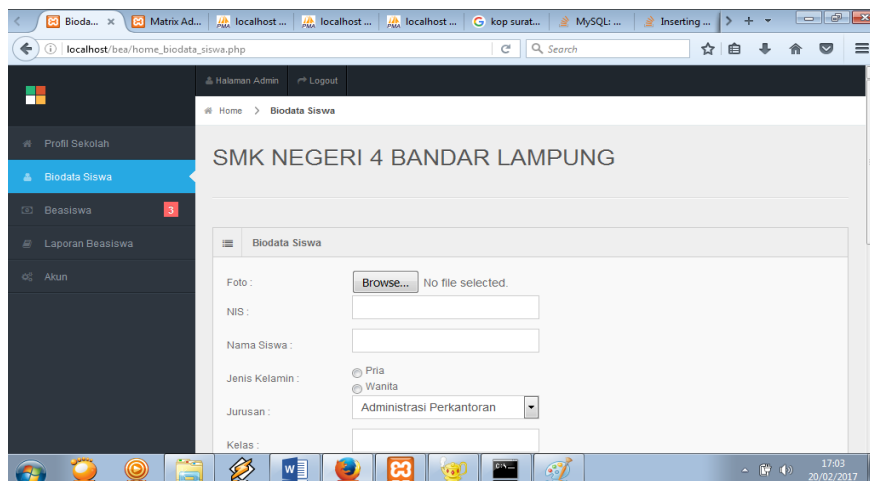 Bioda... × Matrix Ad... localhost ... localhost ... localhost ... kop surat... MySQL: ... Inserting ...
localhost/bea/home_biodata_siswa.php Search
Halaman Admin Logout
Home > Biodata Siswa
Profil Sekolah
Biodata Siswa
Beasiswa 3
Laporan Beasiswa
Akun
SMK NEGERI 4 BANDAR LAMPUNG
Biodata Siswa
Foto : Browse... No file selected.
NIS :
Nama Siswa :
Jenis Kelamin : Pria
Wanita
Jurusan : Administrasi Perkantoran
Kelas :
17:03
20/02/2017